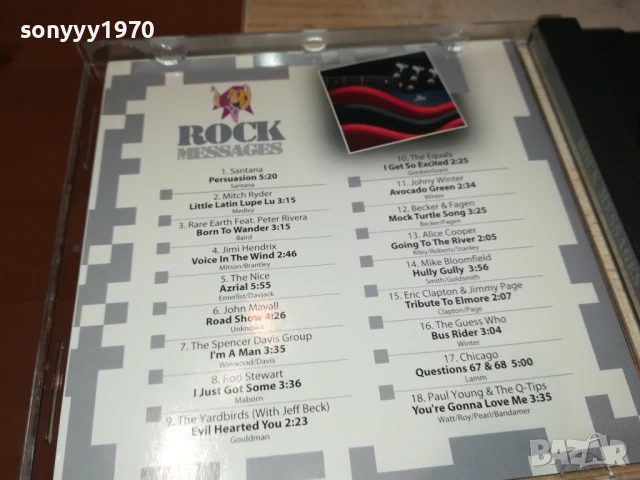 sonyyy1970
ROCK
MESSAGES
1. Santana
Persuasion 5:20
Santana
2. Mitch Ryder
Little Latin Lupe Lu 3:15
Medley
3. Rare Earth Feat. Peter Rivera
Born To Wander 3:15
Baird
4. Jimi Hendrix
Voice In The Wind 2:46
Mitson/Brantley
5. The Nice
Azrial 5:55
Emerlist/Davjack
6. John Mayall
Road Show 4:26
Unknown
7. The Spencer Davis Group
I'm A Man 3:35
Winwond/Davis
8. Rod Stewart
I Just Got Some 3:36
Maborn
9. The Yardbirds (With Jeff Beck)
Evil Hearted You 2:23
Gouldman
10. The Equals
I Get So Excited 2:25
Gordon/Grant
11. Johny Winter
Avocado Green 2:34
Winter
12. Becker & Fagen
Mock Turtle Song 3:25
Becker/Fagen
13. Alice Cooper
Going To The River 2:05
Riley/Roberts/Stanley
14. Mike Bloomfield
Hully Gully 3:56
Smith/Goldsmith
15. Eric Clapton & Jimmy Page
Tribute To Elmore 2:07
Clapton/Page
16. The Guess Who
Bus Rider 3:04
Winter
17. Chicago
Questions 67 & 68 5:00
Lamm
18. Paul Young & The Q-Tips
You're Gonna Love Me 3:35
Watt/Roy/Pearl/Bandamer
BAZAR